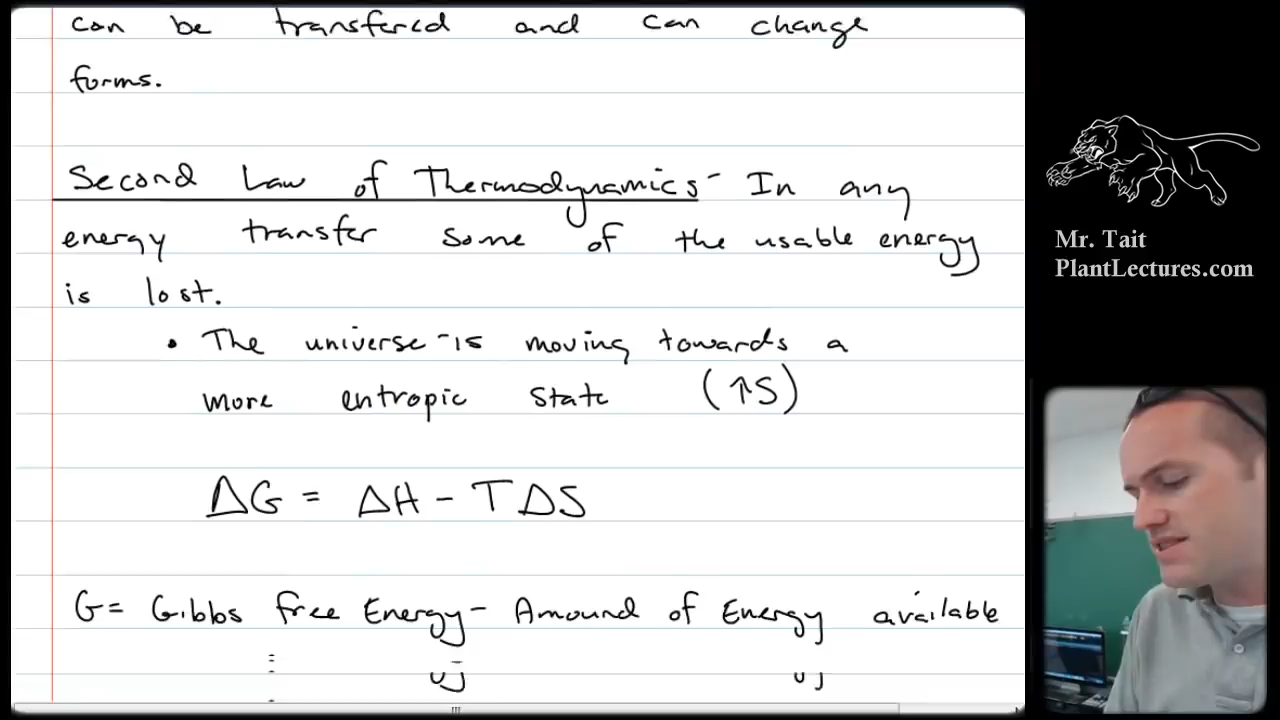 can be transfered and can change
forms.
Second Law of Thermodynamics - In any
energy transfer some of the usable energy
is lost.
• The universe is moving towards a
more entropic state (↑S)
ΔG = ΔH - TΔS
G = Gibbs free Energy - Amound of Energy available
Mr. Tait
PlantLectures.com